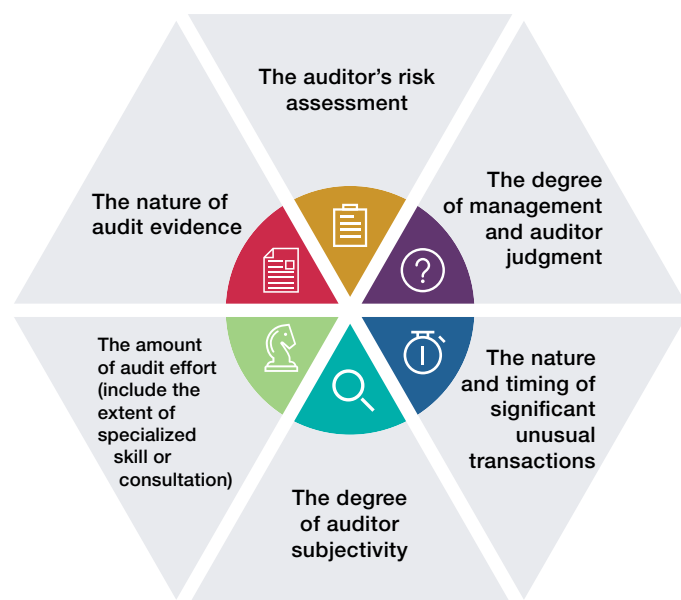 The auditor's risk
assessment
The degree
of management
and auditor
judgment
The nature
and timing of
significant
unusual
transactions
The degree
of auditor
subjectivity
The amount
of audit effort
(include the
extent of
specialized
skill or
consultation)
The nature of
audit evidence
?